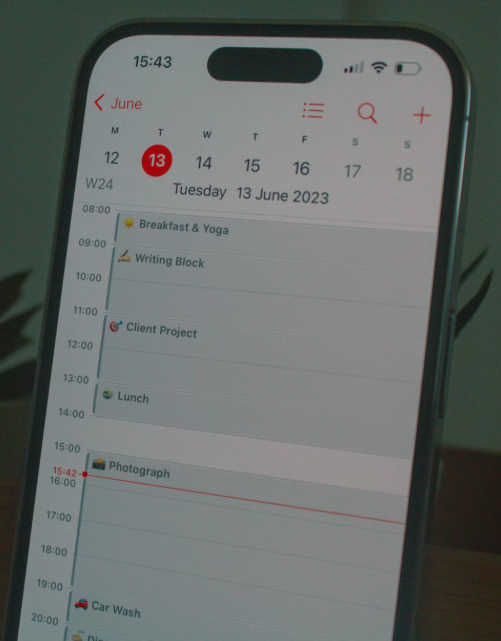 15:43
June
M T W T F S S
12 13 14 15 16 17 18
W24
Tuesday 13 June 2023
08:00
Breakfast & Yoga
09:00
Writing Block
10:00
11:00
Client Project
12:00
13:00
Lunch
14:00
15:00
Photograph
15:42
16:00
17:00
18:00
19:00
Car Wash
20:00